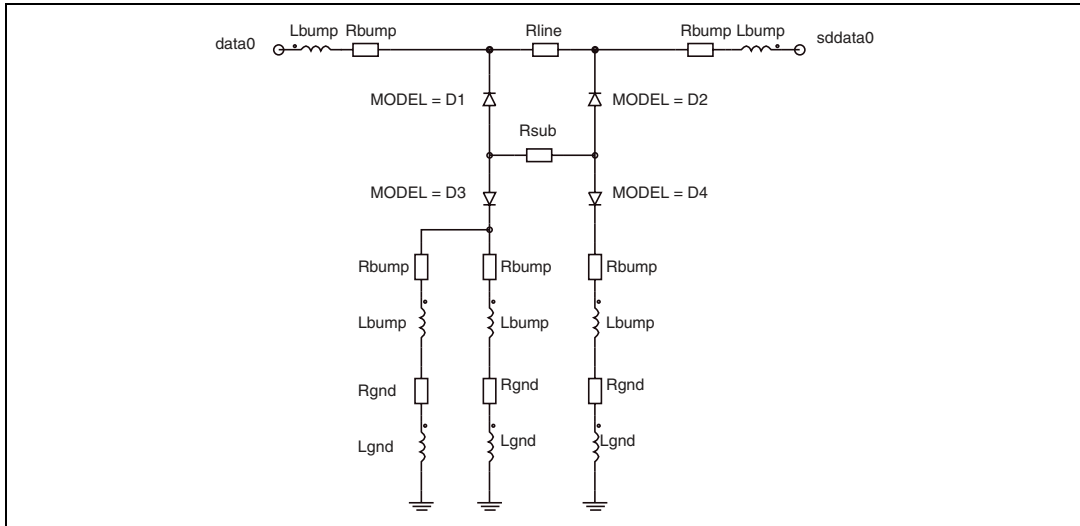 Lbump Rbump Rline Rbump Lbump
data0 sddata0
MODEL = D1 MODEL = D2
Rsub
MODEL = D3 MODEL = D4
Rbump Rbump Rbump
Lbump Lbump Lbump
Rgnd Rgnd Rgnd
Lgnd Lgnd Lgnd